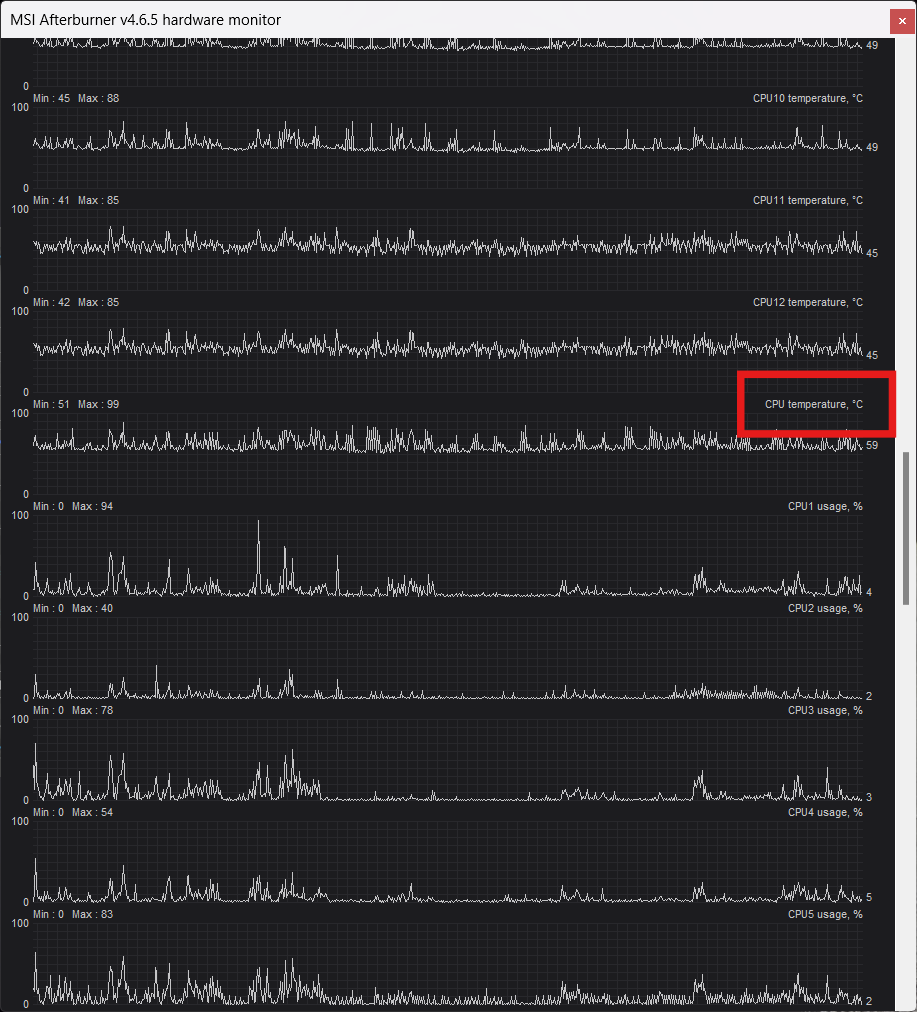 MSI Afterburner v4.6.5 hardware monitor
49
0
Min : 45 Max : 88 CPU10 temperature, °C
100
49
0
Min : 41 Max : 85 CPU11 temperature, °C
100
45
0
Min : 42 Max : 85 CPU12 temperature, °C
100
45
0
Min : 51 Max : 99 CPU temperature, °C
100
59
0
Min : 0 Max : 94 CPU1 usage, %
100
4
0
Min : 0 Max : 40 CPU2 usage, %
100
2
0
Min : 0 Max : 78 CPU3 usage, %
100
3
0
Min : 0 Max : 54 CPU4 usage, %
100
5
0
Min : 0 Max : 83 CPU5 usage, %
100
2
0